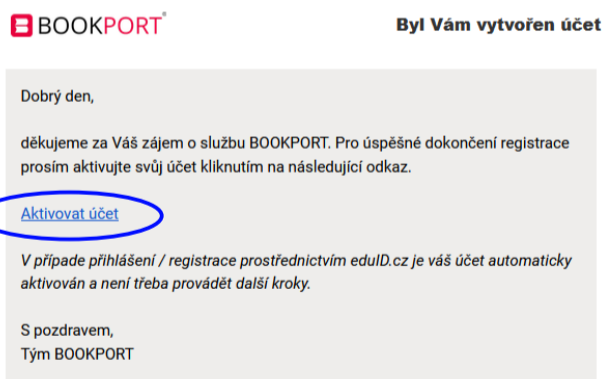 BOOKPORT®
Byl Vám vytvořen účet
Dobrý den,
děkujeme za Váš zájem o službu BOOKPORT. Pro úspěšné dokončení registrace
prosím aktivujte svůj účet kliknutím na následující odkaz.
Aktivovat účet
V případe přihlášení / registrace prostřednictvím eduID.cz je váš účet automaticky
aktivován a není třeba provádět další kroky.
S pozdravem,
Tým BOOKPORT